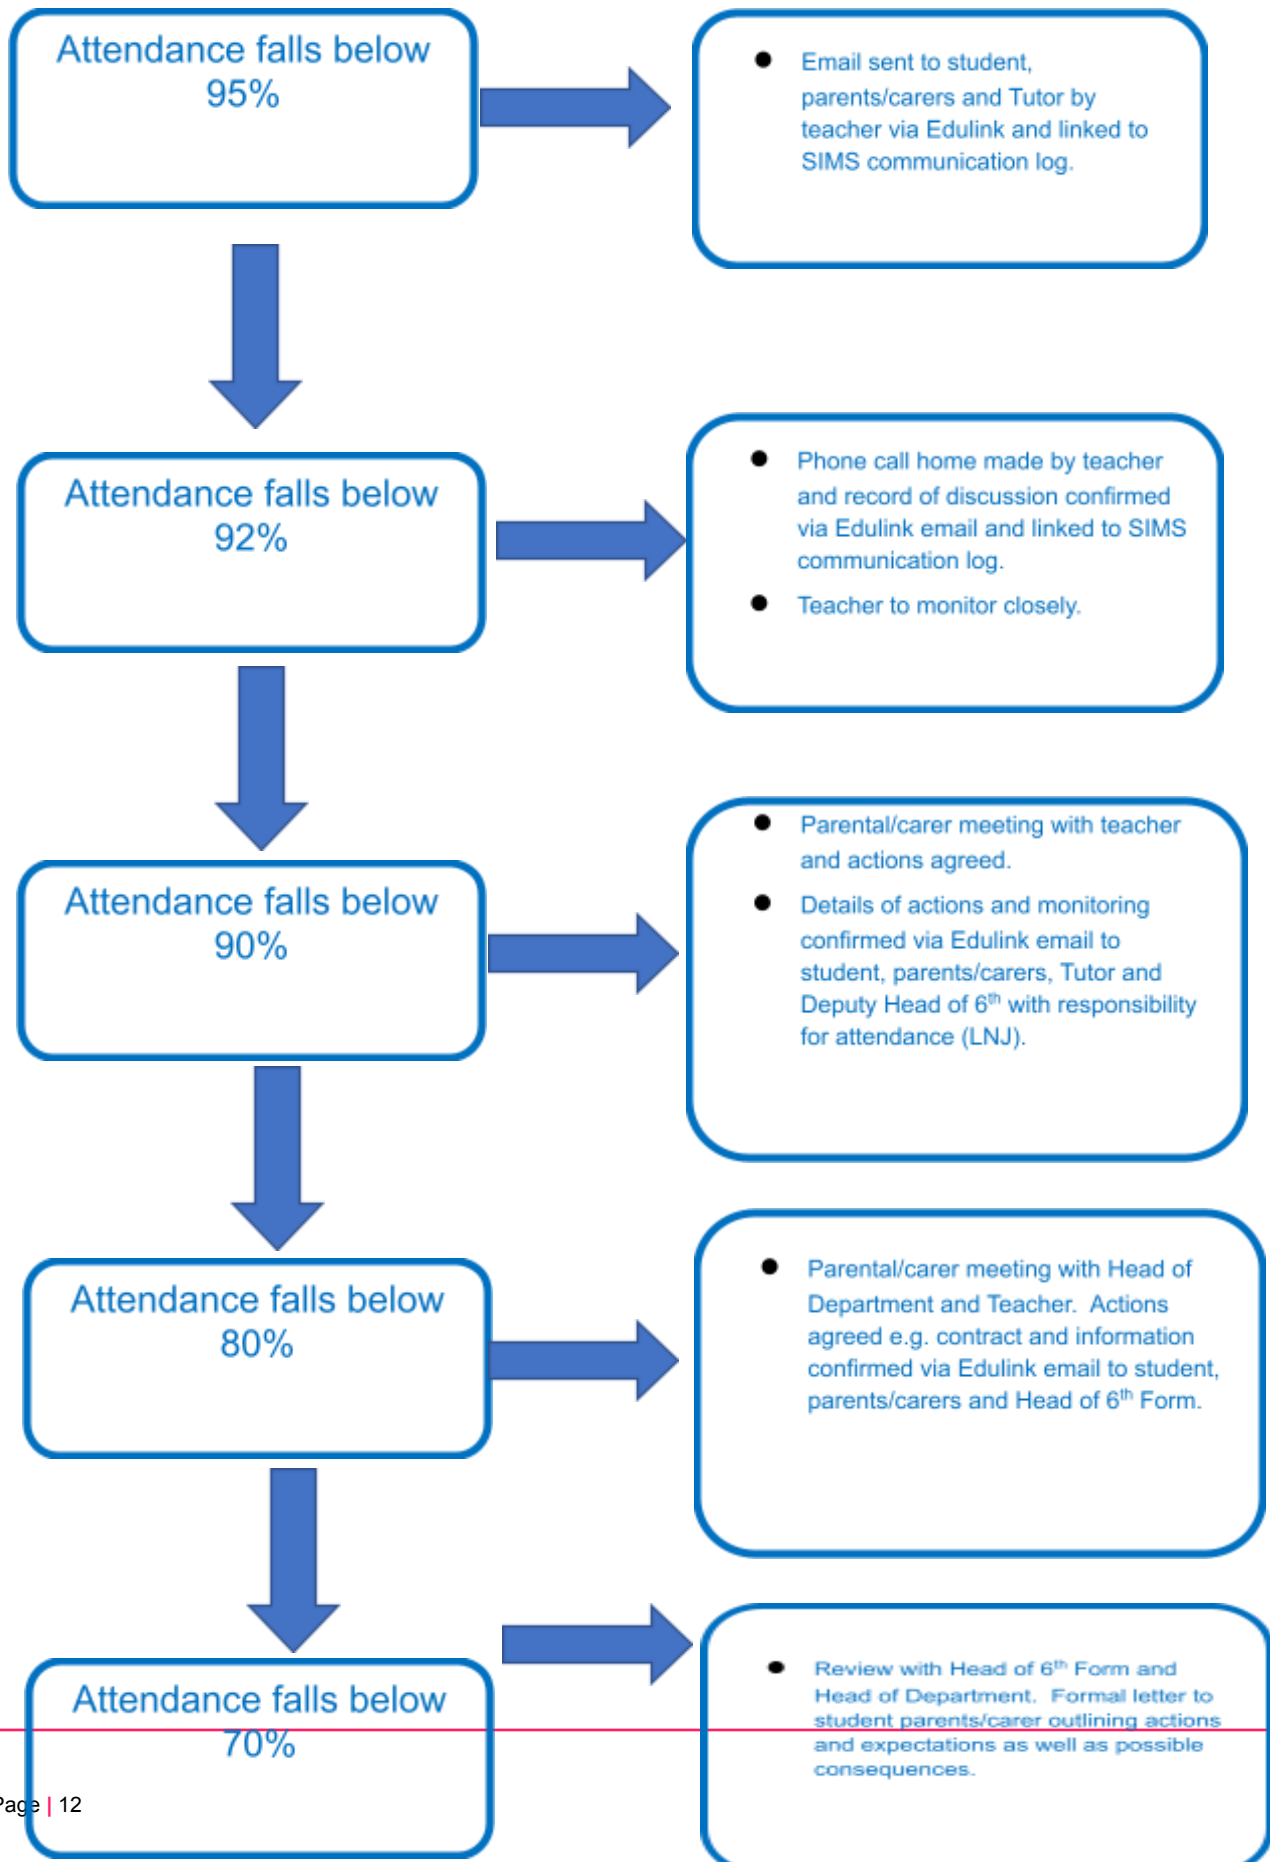 Attendance falls below
95%
● Email sent to student,
parents/carers and Tutor by
teacher via Edulink and linked to
SIMS communication log.
Attendance falls below
92%
● Phone call home made by teacher
and record of discussion confirmed
via Edulink email and linked to SIMS
communication log.
● Teacher to monitor closely.
Attendance falls below
90%
● Parental/carer meeting with teacher
and actions agreed.
● Details of actions and monitoring
confirmed via Edulink email to
student, parents/carers, Tutor and
Deputy Head of 6th with responsibility
for attendance (LNJ).
Attendance falls below
80%
● Parental/carer meeting with Head of
Department and Teacher.  Actions
agreed e.g. contract and information
confirmed via Edulink email to student,
parents/carers and Head of 6th Form.
Attendance falls below
70%
● Review with Head of 6th Form and
Head of Department.  Formal letter to
student parents/carer outlining actions
and expectations as well as possible
consequences.
Page | 12